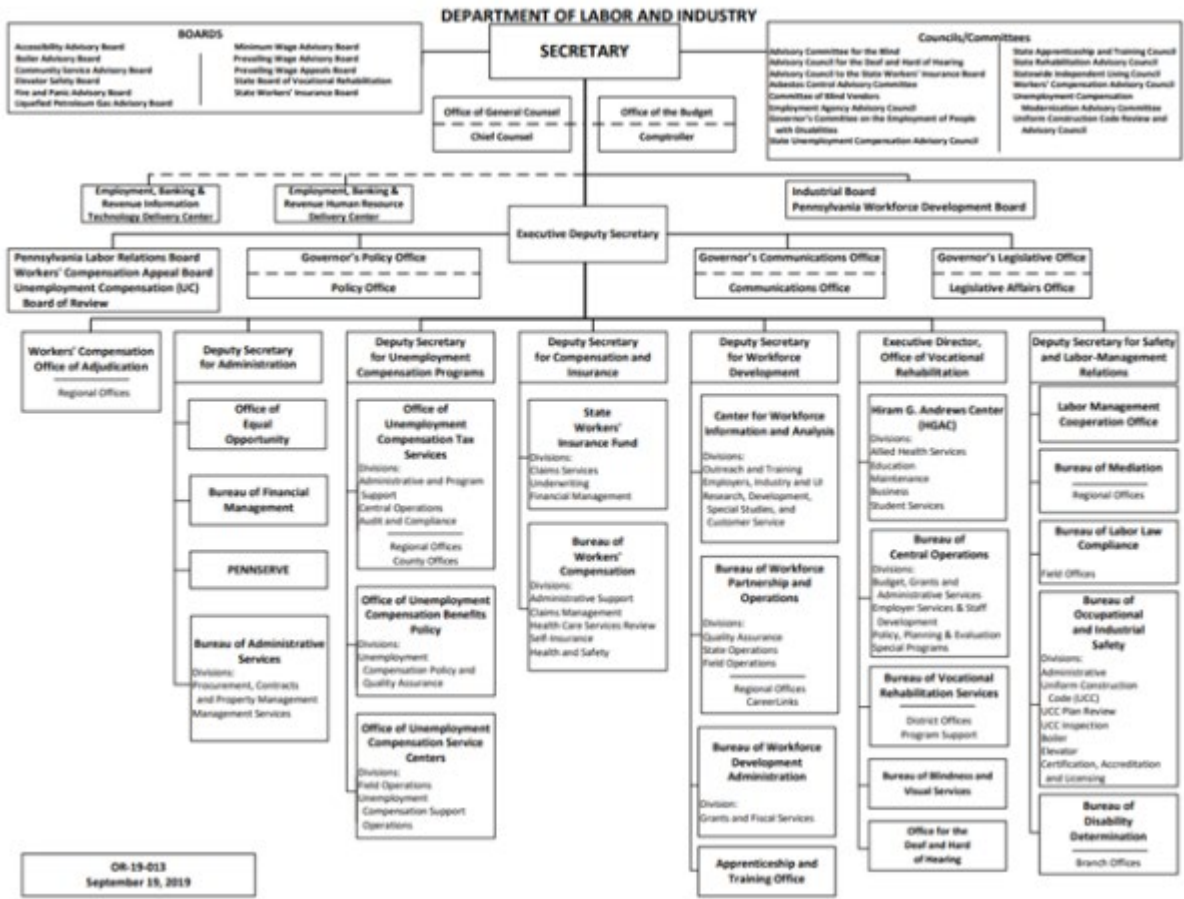 DEPARTMENT OF LABOR AND INDUSTRY
BOARDS
Accessibility Advisory Board
Boiler Advisory Board
Community Service Advisory Board
Elevator Safety Board
Fire and Panic Advisory Board
Liquefied Petroleum Gas Advisory Board
Minimum Wage Advisory Board
Prevailing Wage Advisory Board
Prevailing Wage Appeals Board
State Board of Vocational Rehabilitation
State Workers' Insurance Board
SECRETARY
Councils/Committees
Advisory Committee for the Blind
Advisory Council for the Deaf and Hard of Hearing
Advisory Council to the State Workers' Insurance Board
Asbestos Control Advisory Committee
Committee of Blind Vendors
Employment Agency Advisory Council
Governor's Committee on the Employment of People
with Disabilities
State Unemployment Compensation Advisory Council
State Apprenticeship and Training Council
State Rehabilitation Advisory Council
Statewide Independent Living Council
Workers' Compensation Advisory Council
Unemployment Compensation
Modernization Advisory Committee
Uniform Construction Code Review and
Advisory Council
Office of General Counsel
Chief Counsel
Office of the Budget
Comptroller
Employment, Banking &
Revenue Information
Technology Delivery Center
Employment, Banking &
Revenue Human Resource
Delivery Center
Industrial Board
Pennsylvania Workforce Development Board
Executive Deputy Secretary
Pennsylvania Labor Relations Board
Workers' Compensation Appeal Board
Unemployment Compensation (UC)
Board of Review
Governor's Policy Office
Policy Office
Governor's Communications Office
Communications Office
Governor's Legislative Office
Legislative Affairs Office
Workers' Compensation
Office of Adjudication
Regional Offices
Deputy Secretary
for Administration
Office of
Equal
Opportunity
Bureau of Financial
Management
PENNSERVE
Bureau of Administrative
Services
Divisions:
Procurement, Contracts
and Property Management
Management Services
Deputy Secretary
for Unemployment
Compensation Programs
Office of
Unemployment
Compensation Tax
Services
Divisions:
Administrative and Program
Support
Central Operations
Audit and Compliance
Regional Offices
County Offices
Office of Unemployment
Compensation Benefits
Policy
Divisions:
Unemployment
Compensation Policy and
Quality Assurance
Office of Unemployment
Compensation Service
Centers
Divisions:
Field Operations
Unemployment
Compensation Support
Operations
Deputy Secretary
for Compensation and
Insurance
State
Workers'
Insurance Fund
Divisions:
Claims Services
Underwriting
Financial Management
Bureau of
Workers'
Compensation
Divisions:
Administrative Support
Claims Management
Health Care Services Review
Self-Insurance
Health and Safety
Deputy Secretary
for Workforce
Development
Center for Workforce
Information and Analysis
Divisions:
Outreach and Training
Employers, Industry and UI
Research, Development,
Special Studies, and
Customer Service
Bureau of Workforce
Partnership and
Operations
Divisions:
Quality Assurance
State Operations
Field Operations
Regional Offices
CareerLinks
Bureau of Workforce
Development
Administration
Division:
Grants and Fiscal Services
Apprenticeship and
Training Office
Executive Director,
Office of Vocational
Rehabilitation
Hiram G. Andrews Center
(HGAC)
Divisions:
Allied Health Services
Education
Maintenance
Business
Student Services
Bureau of
Central Operations
Divisions:
Budget, Grants and
Administrative Services
Employer Services & Staff
Development
Policy, Planning & Evaluation
Special Programs
Bureau of Vocational
Rehabilitation Services
District Offices
Program Support
Bureau of Blindness and
Visual Services
Office for the
Deaf and Hard
of Hearing
Deputy Secretary for Safety
and Labor-Management
Relations
Labor Management
Cooperation Office
Bureau of Mediation
Regional Offices
Bureau of Labor Law
Compliance
Field Offices
Bureau of
Occupational
and Industrial
Safety
Divisions:
Administrative
Uniform Construction
Code (UCC)
UCC Plan Review
UCC Inspection
Boiler
Elevator
Certification, Accreditation
and Licensing
Bureau of
Disability
Determination
Branch Offices
OR-19-013
September 19, 2019